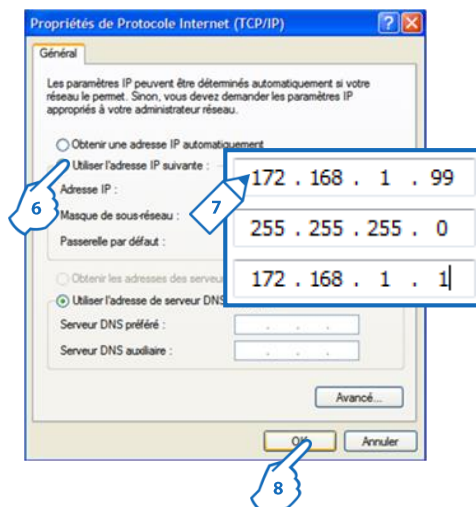 Propriétés de Protocole Internet (TCP/IP)
Général
Les paramètres IP peuvent être déterminés automatiquement si votre
réseau le permet. Sinon, vous devez demander les paramètres IP
appropriés à votre administrateur réseau.
Obtenir une adresse IP automatiquement
Utiliser l'adresse IP suivante :
6
Adresse IP :
7
172 . 168 . 1 . 99
Masque de sous-réseau :
255 . 255 . 255 . 0
Passerelle par défaut :
172 . 168 . 1 . 1
Obtenir les adresses des serveu
Utiliser l'adresse de serveur DNS
Serveur DNS préféré :
Serveur DNS auxiliaire :
Avancé...
OK Annuler
8